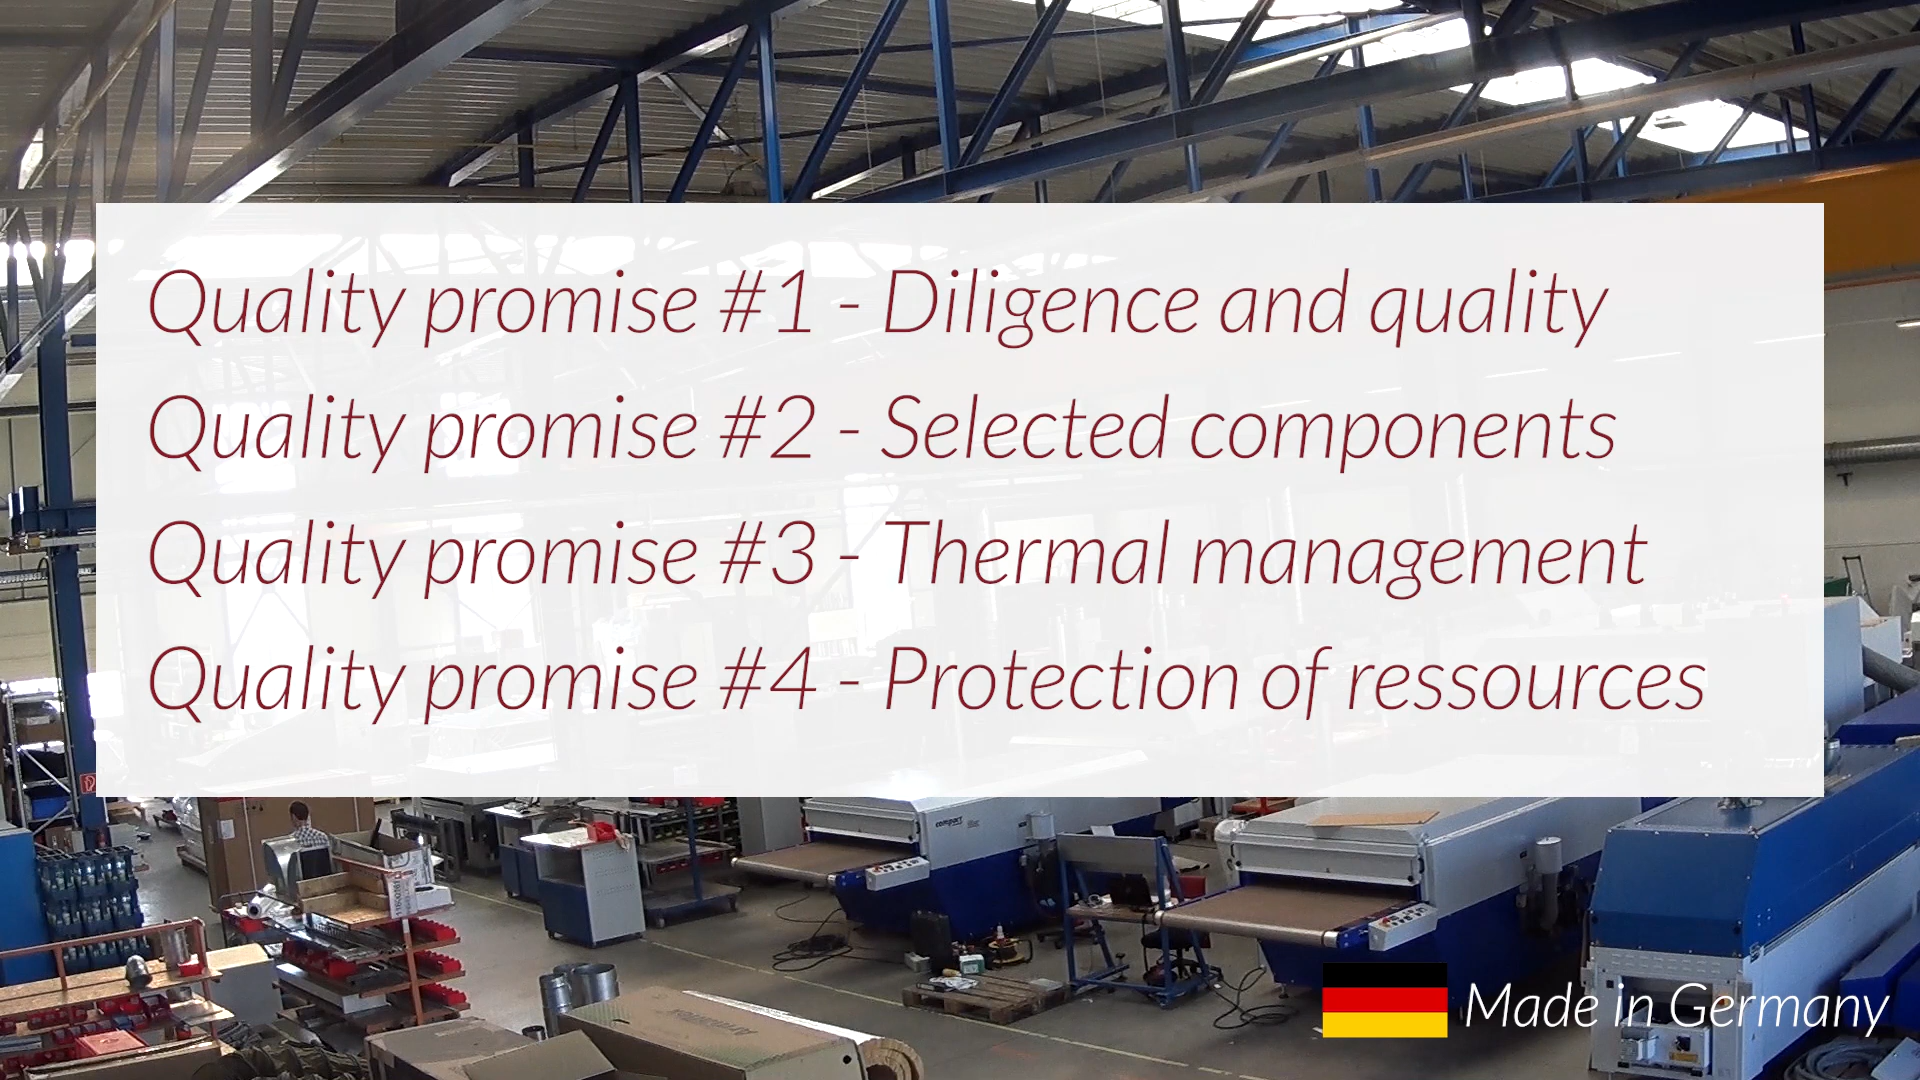 Quality promise #1 - Diligence and quality
Quality promise #2 - Selected components
Quality promise #3 - Thermal management
Quality promise #4 - Protection of ressources
compact
Made in Germany